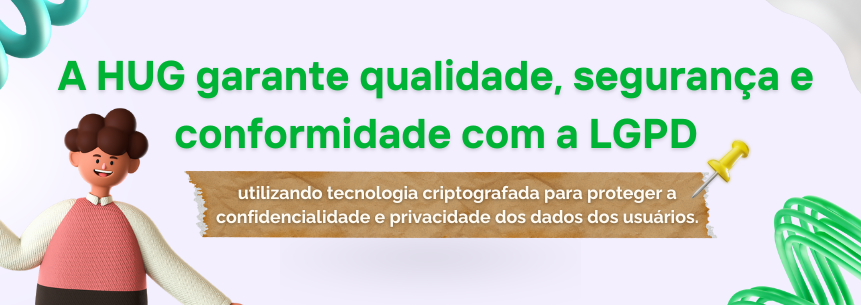 A HUG garante qualidade, segurança e
conformidade com a LGPD
utilizando tecnologia criptografada para proteger a
confidencialidade e privacidade dos dados dos usuários.